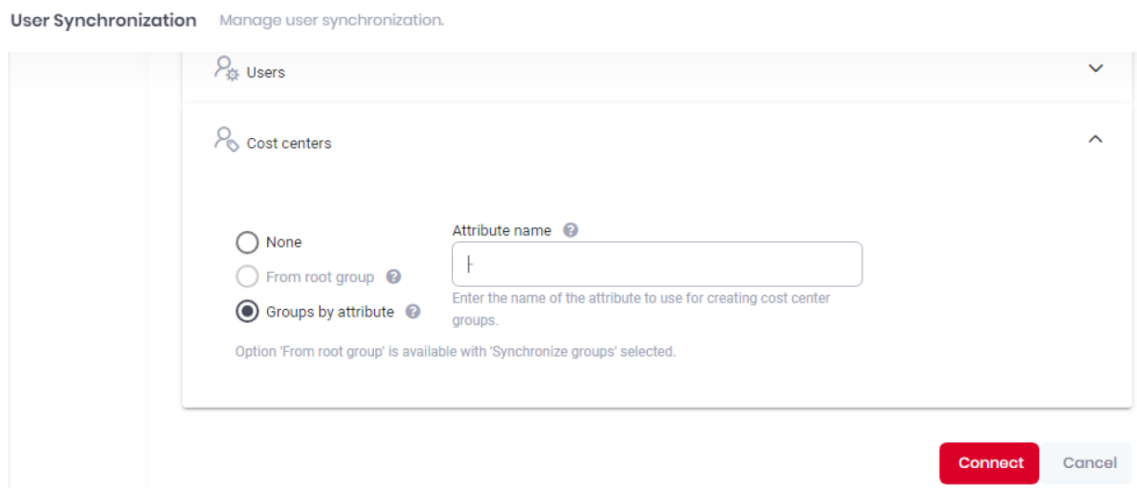 User Synchronization Manage user synchronization.
Users
Cost centers
None
From root group
Groups by attribute
Attribute name
Enter the name of the attribute to use for creating cost center
groups.
Option 'From root group' is available with 'Synchronize groups' selected.
Connect Cancel